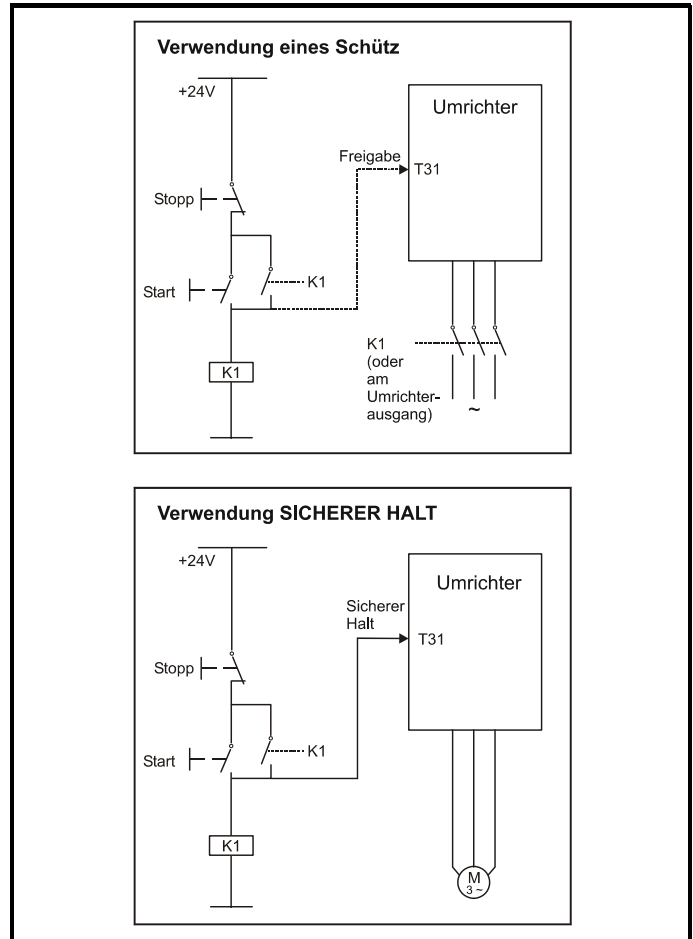 Verwendung eines Schütz
+24V
Umrichter
Freigabe
T31
Stopp
K1
Start
K1
(oder
am
Umrichter-
ausgang)
K1
~
Verwendung SICHERER HALT
+24V
Umrichter
Sicherer
Halt
T31
Stopp
K1
Start
K1
M
3 ~